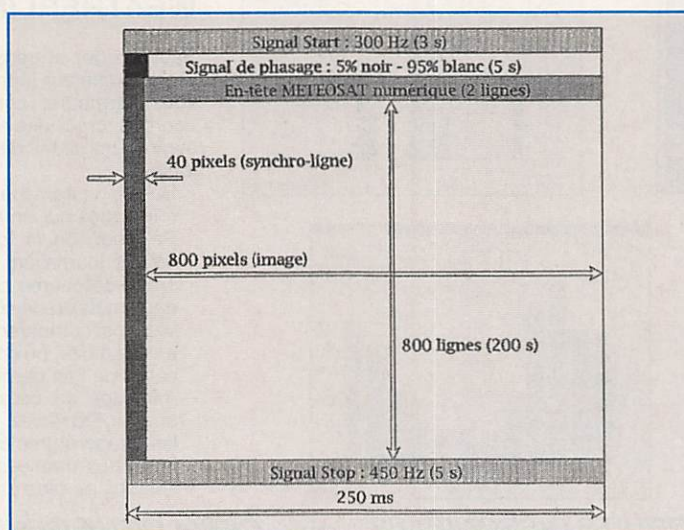 Signal Start : 300 Hz (3 s)
Signal de phasage : 5% noir - 95% blanc (5 s)
En-tête METEOSAT numérique (2 lignes)
40 pixels (synchro-ligne)
800 pixels (image)
800 lignes (200 s)
Signal Stop : 450 Hz (5 s)
250 ms